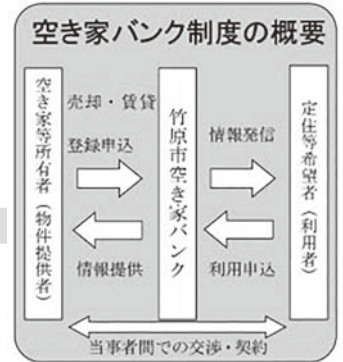 空き家バンク制度の概要
空き家等所有者（物件提供者）
売却・賃貸
登録申込
情報提供
竹原市空き家バンク
情報発信
利用申込
定住等希望者（利用者）
当事者間での交渉・契約